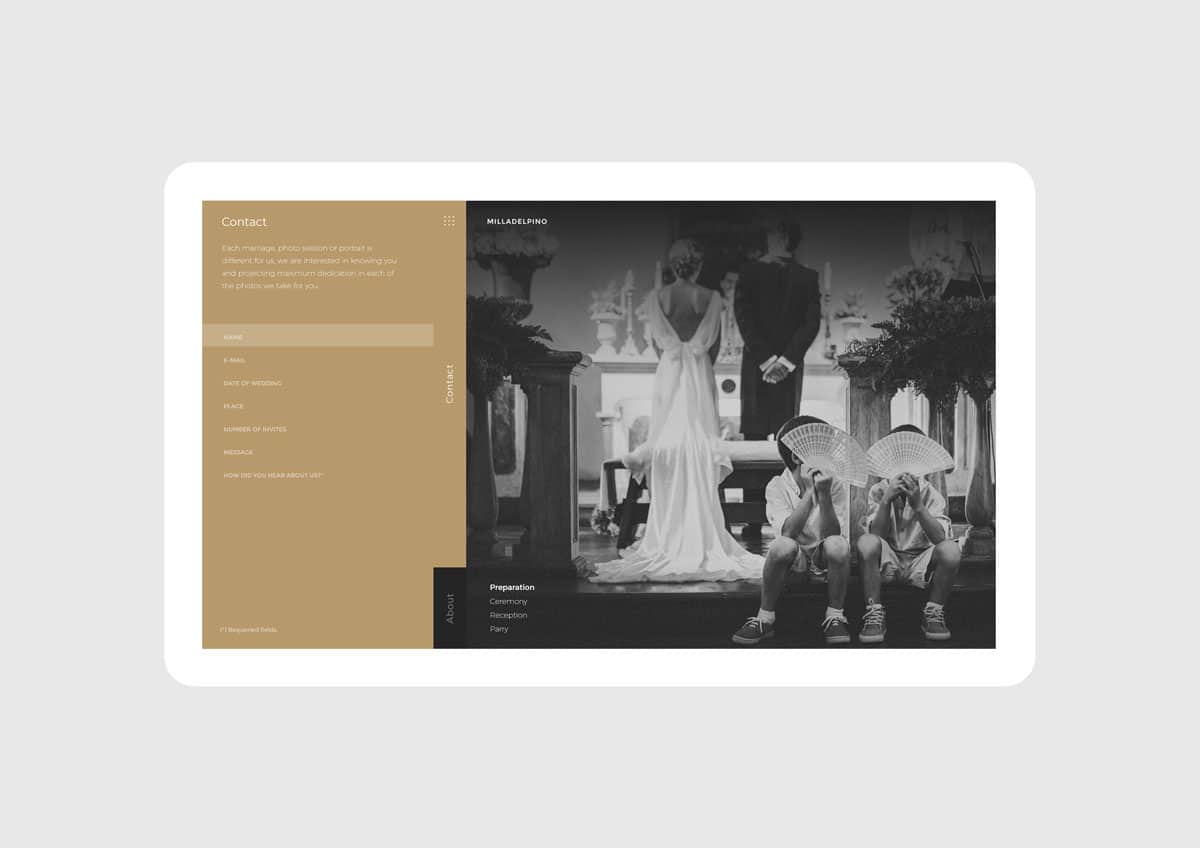 Contact
Each marriage, photo session or portrait is
different for us, we are interested in knowing you
and projecting maximum dedication in each of
the photos we take for you.
NAME
E-MAIL
DATE OF WEDDING
PLACE
NUMBER OF INVITES
MESSAGE
HOW DID YOU HEAR ABOUT US?*
(*) Requered fields.
Contact
About
MILLADELPINO
Preparation
Ceremony
Reception
Parry